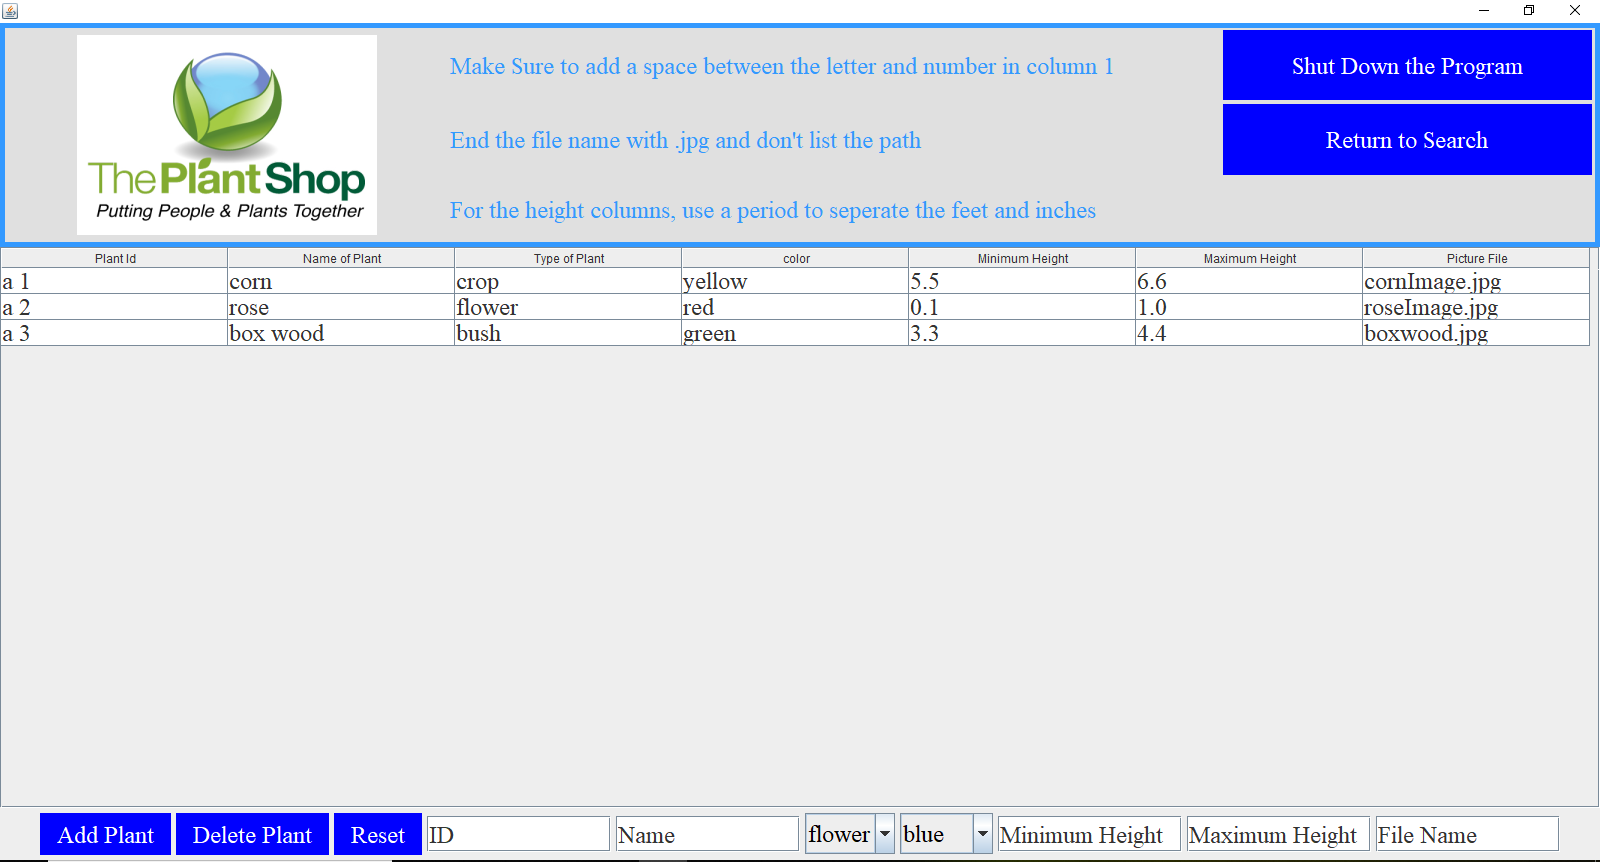 Make Sure to add a space between the letter and number in column 1
Shut Down the Program
End the file name with .jpg and don't list the path
Return to Search
The Plant Shop
Putting People & Plants Together
For the height columns, use a period to seperate the feet and inches
Plant Id Name of Plant Type of Plant color Minimum Height Maximum Height Picture File
a 1 corn crop yellow 5.5 6.6 cornImage.jpg
a 2 rose flower red 0.1 1.0 roseImage.jpg
a 3 box wood bush green 3.3 4.4 boxwood.jpg
Add Plant Delete Plant Reset ID Name flower blue Minimum Height Maximum Height File Name